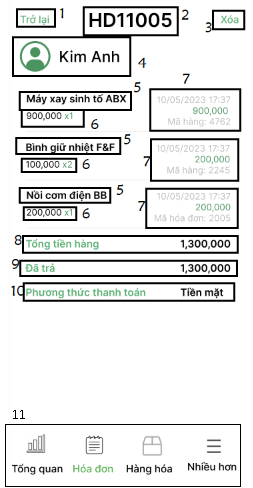 Trở lại 1 HD11005 2 3 Xóa
Kim Anh 4
5 7
Máy xay sinh tố ABX
900,000 x1 6
10/05/2023 17:37
900,000
Mã hàng: 4762
5
Bình giữ nhiệt F&F
100,000 x2 6
7 10/05/2023 17:37
200,000
Mã hàng: 2245
Nồi cơm điện BB 5
200,000 x1 6
7 10/05/2023 17:37
200,000
Mã hóa đơn: 2005
8 Tổng tiền hàng 1,300,000
9 Đã trả 1,300,000
10 Phương thức thanh toán Tiền mặt
11
Tổng quan Hóa đơn Hàng hóa Nhiều hơn